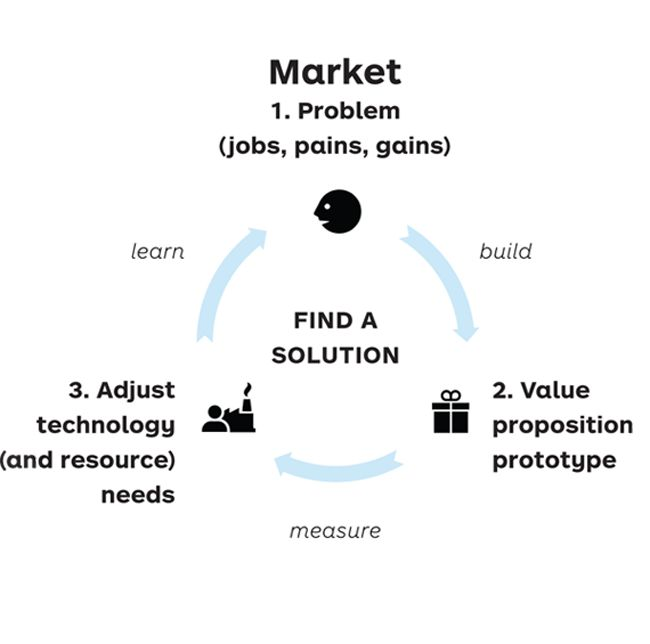 Market
1. Problem
(jobs, pains, gains)
learn
build
FIND A
SOLUTION
3. Adjust
technology
(and resource)
needs
2. Value
proposition
prototype
measure